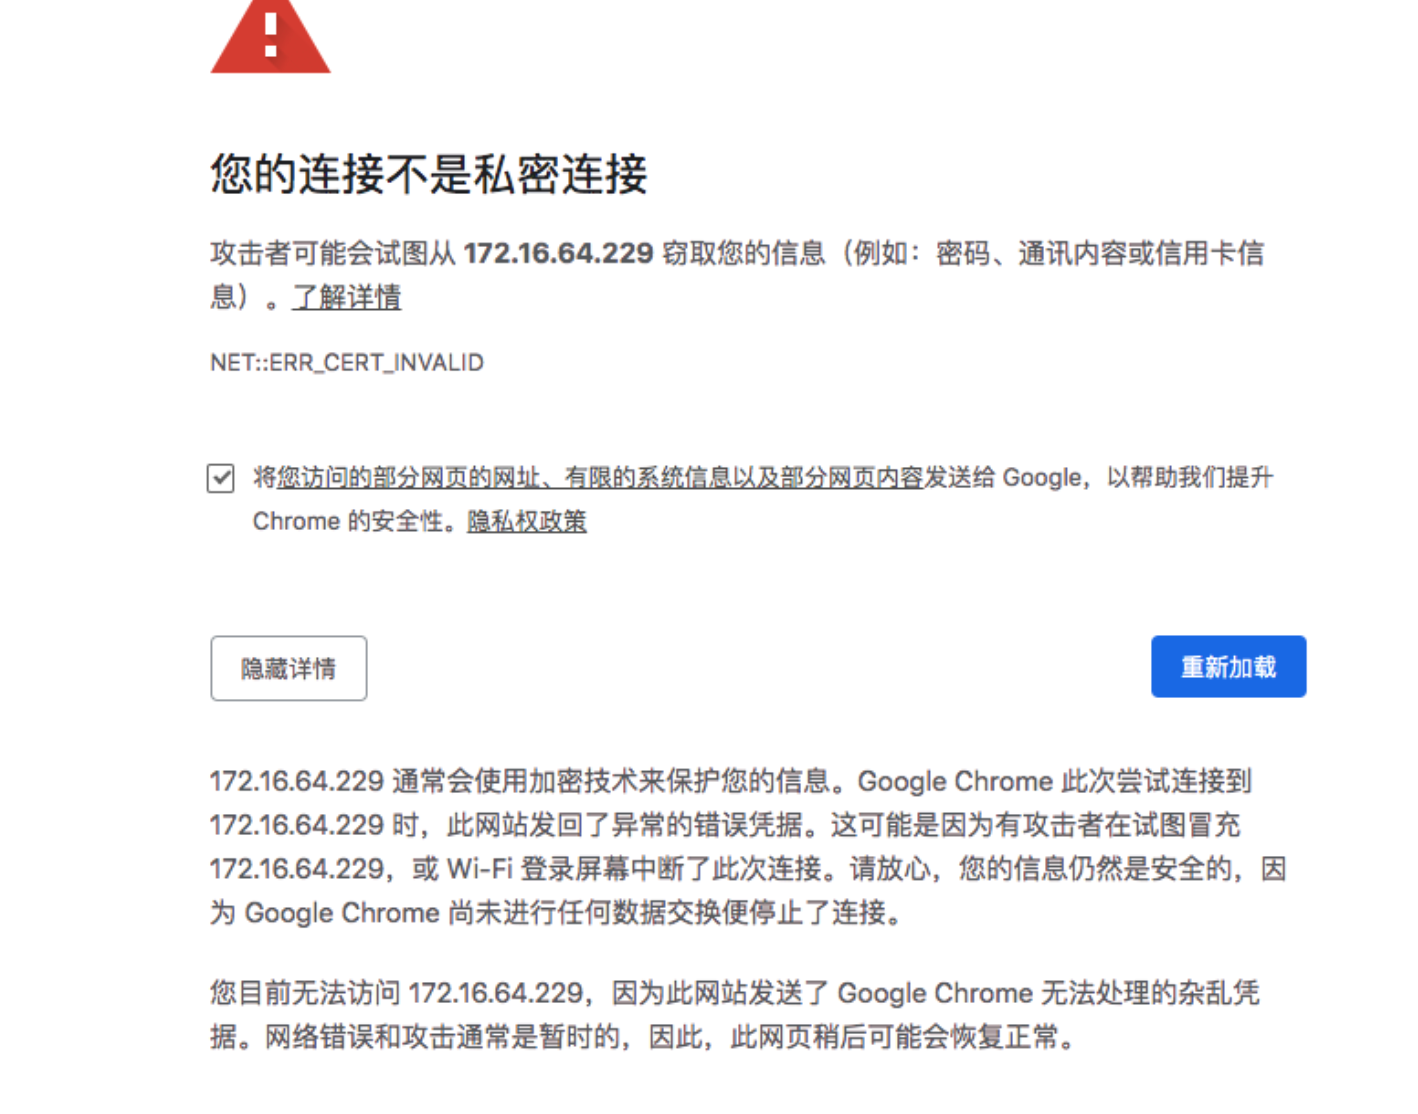 您的连接不是私密连接
攻击者可能会试图从 172.16.64.229 窃取您的信息（例如：密码、通讯内容或信用卡信
息）。了解详情
NET::ERR_CERT_INVALID
将您访问的部分网页的网址、有限的系统信息以及部分网页内容发送给 Google，以帮助我们提升
Chrome 的安全性。隐私权政策
隐藏详情
重新加载
172.16.64.229 通常会使用加密技术来保护您的信息。Google Chrome 此次尝试连接到
172.16.64.229 时，此网站发回了异常的错误凭据。这可能是因为有攻击者在试图冒充
172.16.64.229，或 Wi-Fi 登录屏幕中断了此次连接。请放心，您的信息仍然是安全的，因
为 Google Chrome 尚未进行任何数据交换便停止了连接。
您目前无法访问 172.16.64.229，因为此网站发送了 Google Chrome 无法处理的杂乱凭
据。网络错误和攻击通常是暂时的，因此，此网页稍后可能会恢复正常。